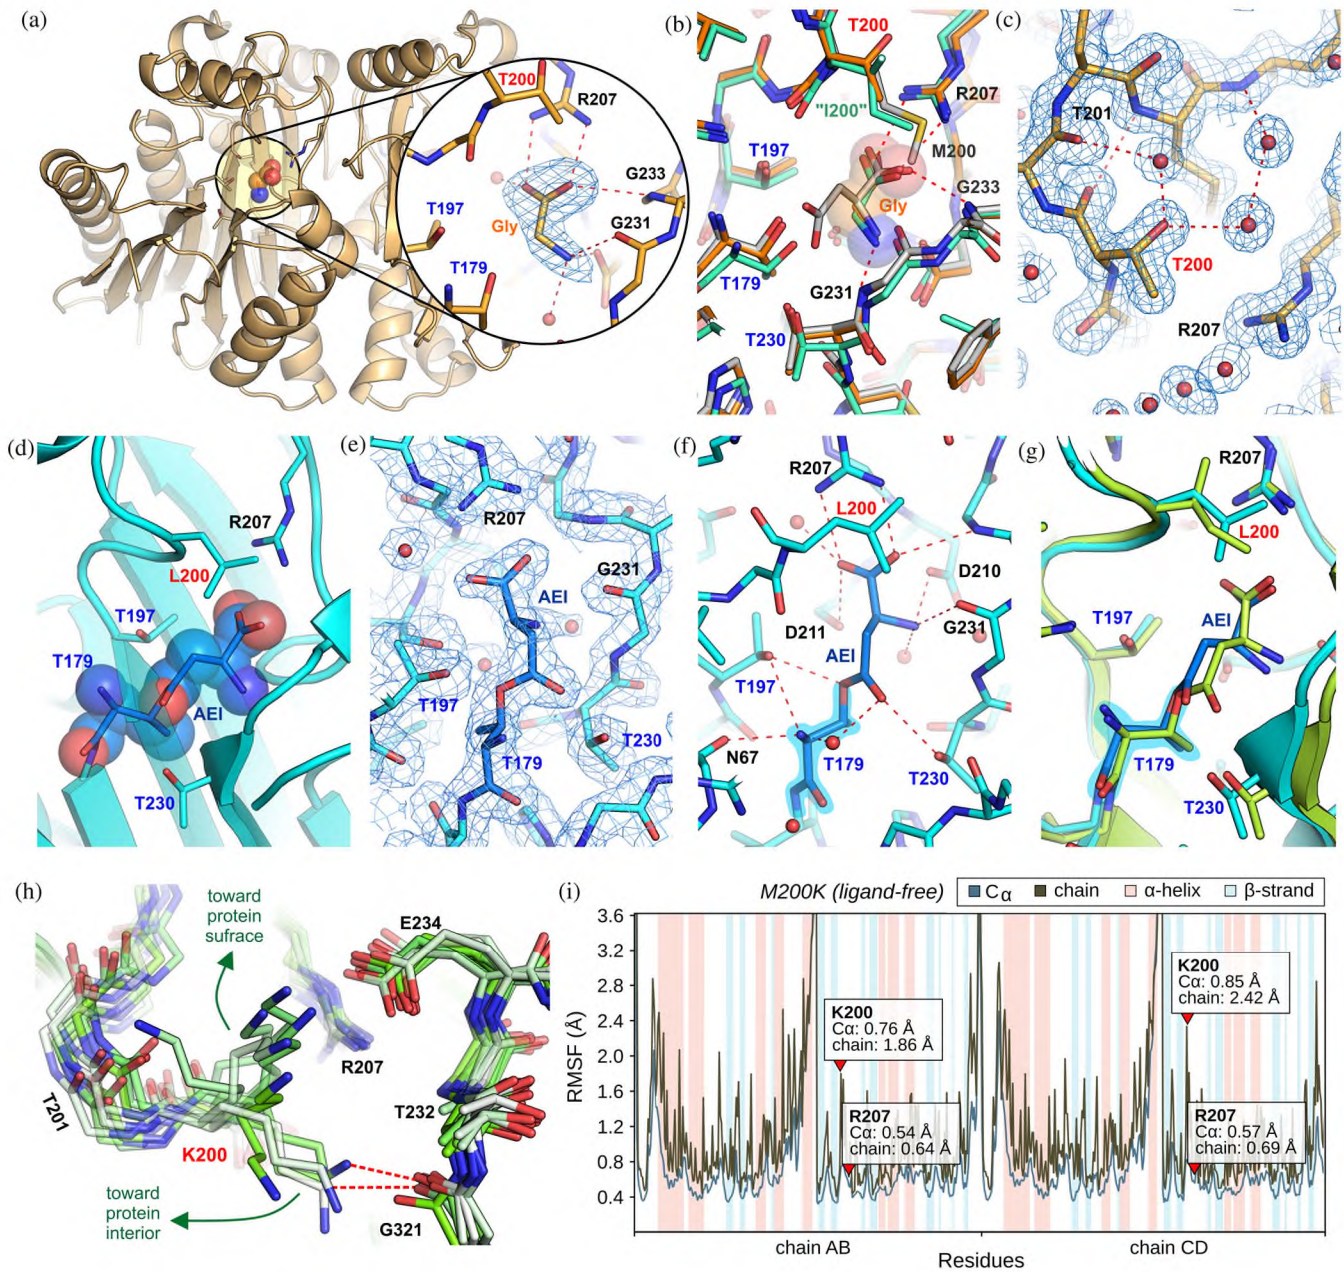 (a)
T200
R207
G233
T197
Gly
G231
T179
(b)
T200
R207
"I200"
M200
T197
G233
Gly
T179
G231
T230
(c)
T201
T200
R207
(d)
R207
L200
T197
T179
AEI
T230
(e)
R207
G231
AEI
T197
T230
T179
(f)
R207
L200
D210
D211
G231
AEI
T197
N67
T179
T230
(g)
R207
L200
T197
AEI
T179
T230
(h)
toward
protein
sufrace
E234
R207
T201
T232
K200
toward
protein
interior
G321
(i)
M200K (ligand-free)
Cα chain α-helix β-strand
3.6
3.2
2.8
2.4
2.0
1.6
1.2
0.8
0.4
RMSF (Å)
K200
Cα: 0.76 Å
chain: 1.86 Å
R207
Cα: 0.54 Å
chain: 0.64 Å
K200
Cα: 0.85 Å
chain: 2.42 Å
R207
Cα: 0.57 Å
chain: 0.69 Å
chain AB
chain CD
Residues